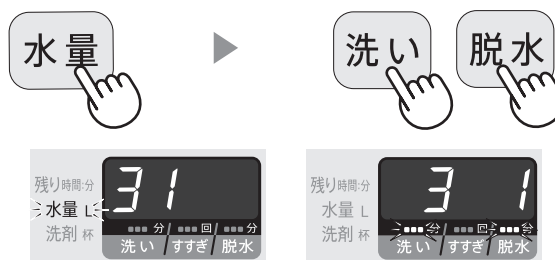 水量
洗い 脱水
残り時間:分
水量 L
洗剤 杯
31
分 回 分
洗い すすぎ 脱水
残り時間:分
水量 L
洗剤 杯
3 1
分 回 分
洗い すすぎ 脱水